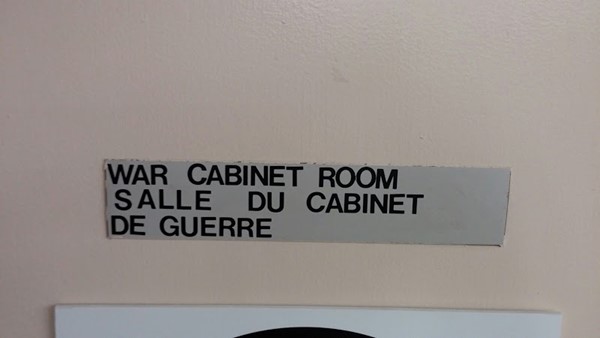 WAR CABINET ROOM
SALLE DU CABINET
DE GUERRE